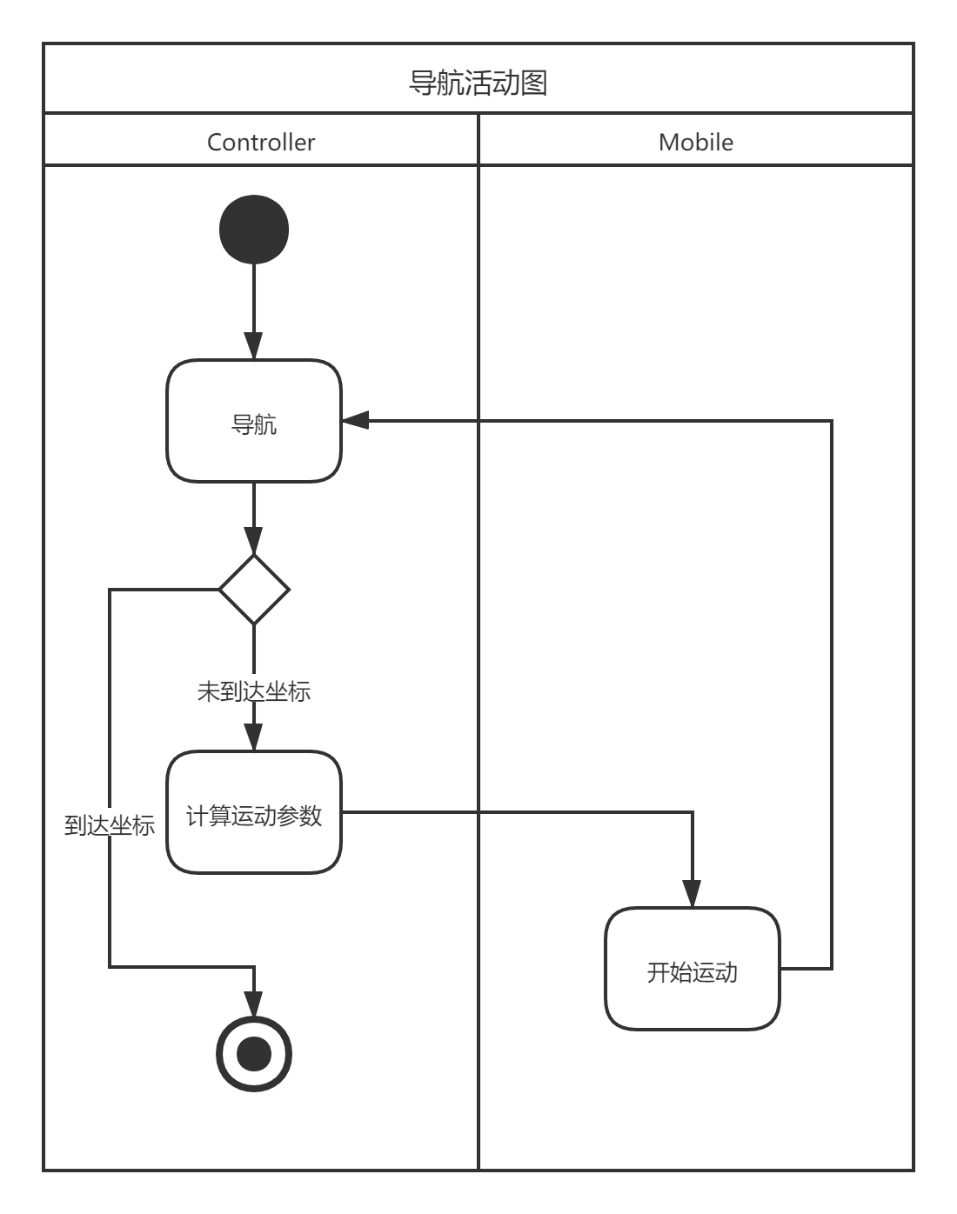 导航活动图
Controller
Mobile
导航
未到达坐标
到达坐标
计算运动参数
开始运动